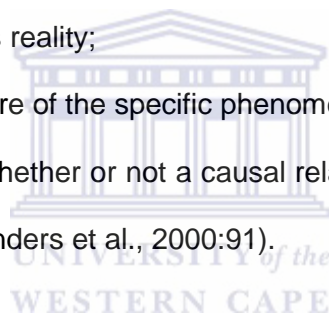 reality;
re of the specific phenome
hether or not a causal rela
nders et al., 2000:91).
UNIVERSITY of the
WESTERN CAPE